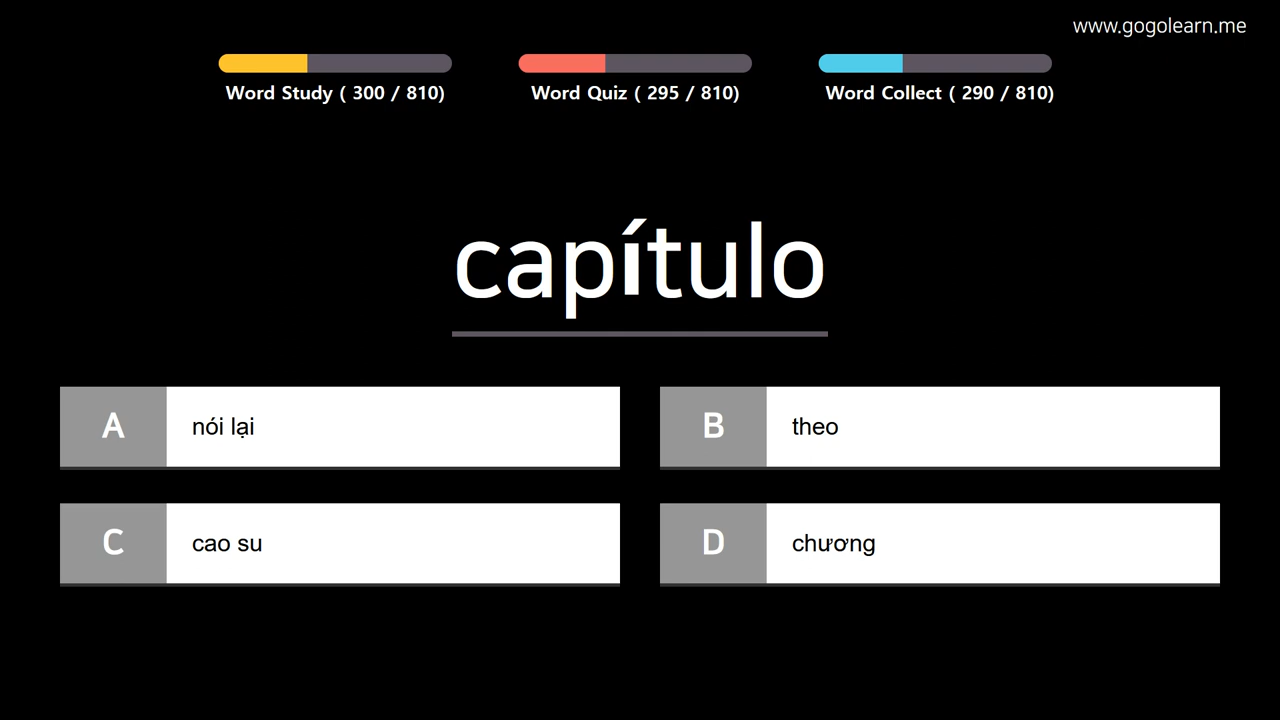 www.gogolearn.me
Word Study ( 300 / 810)
Word Quiz ( 295 / 810)
Word Collect ( 290 / 810)
capítulo
A nói lại
B theo
C cao su
D chương